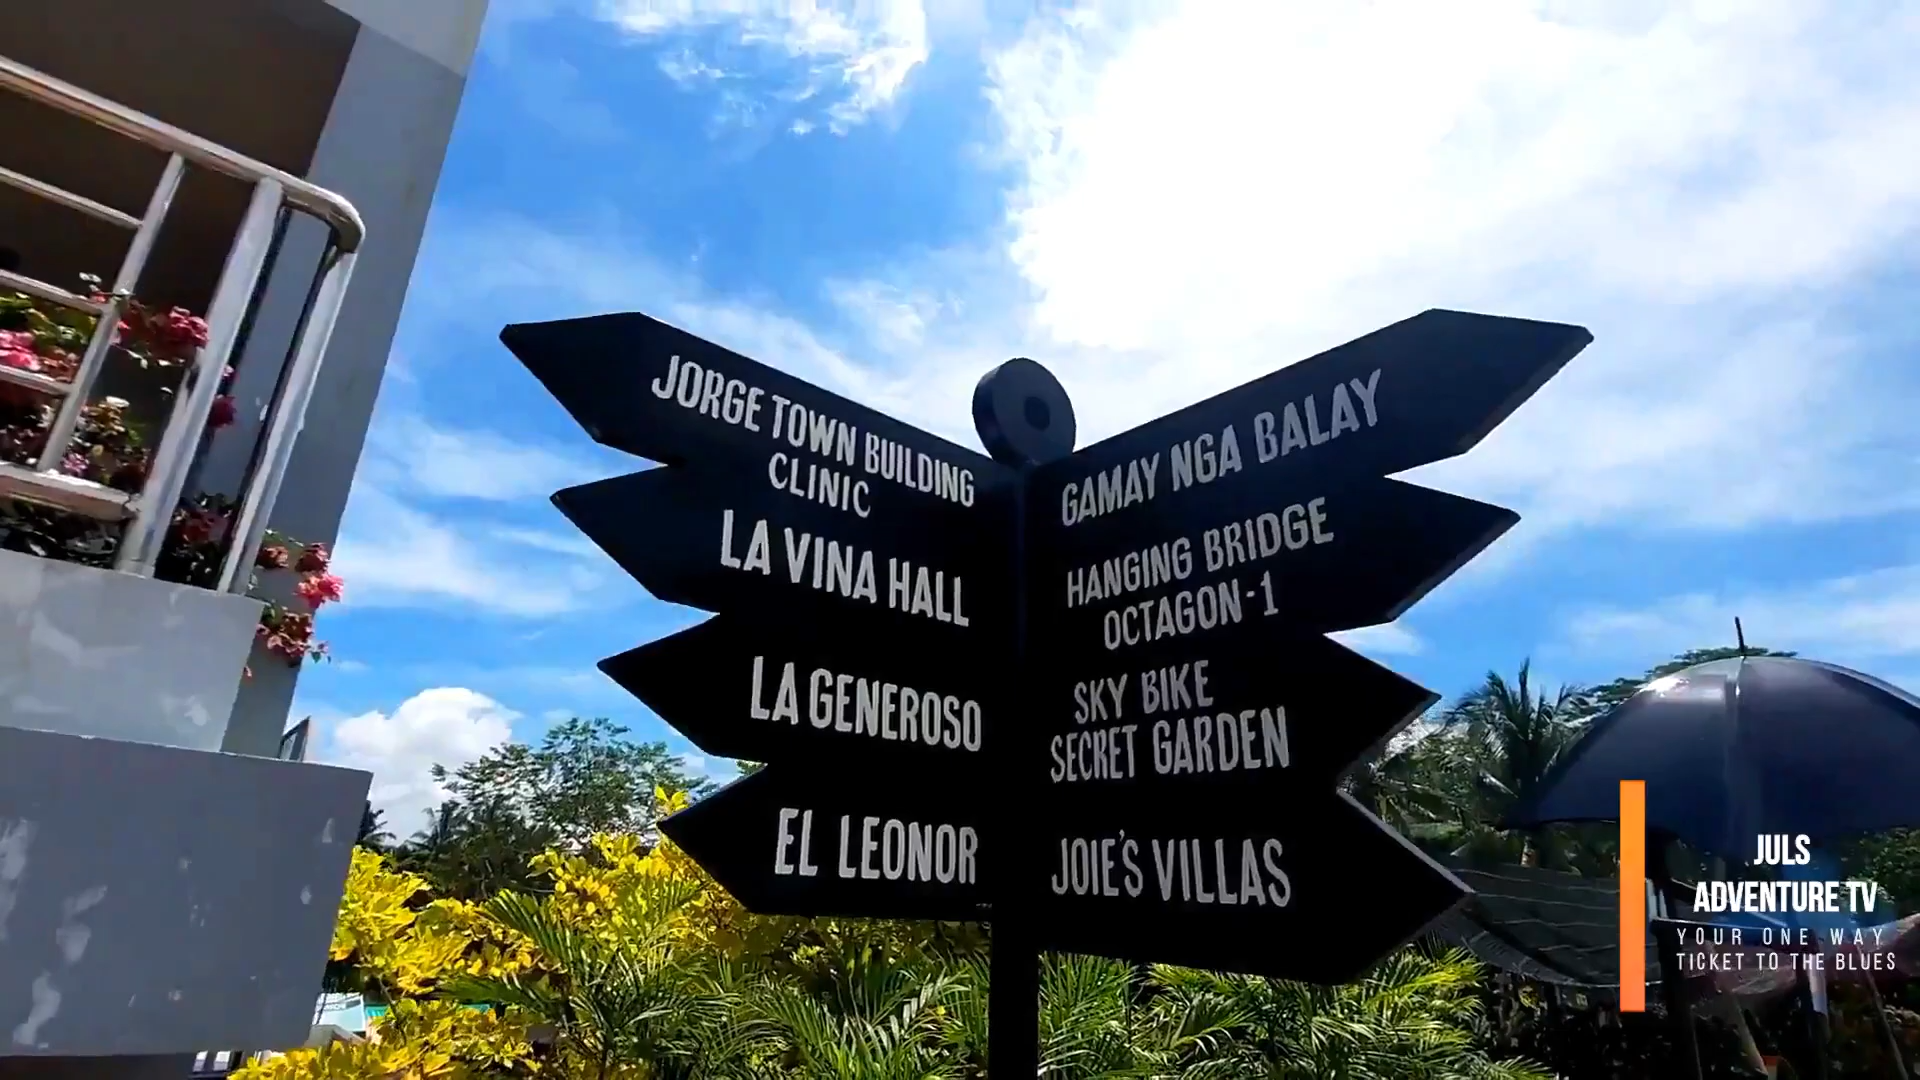 JORGE TOWN BUILDING
CLINIC
LA VINA HALL
LA GENEROSO
EL LEONOR
GAMAY NGA BALAY
HANGING BRIDGE
OCTAGON-1
SKY BIKE
SECRET GARDEN
JOIE'S VILLAS
JULS
ADVENTURE TV
YOUR ONE WAY
TICKET TO THE BLUES